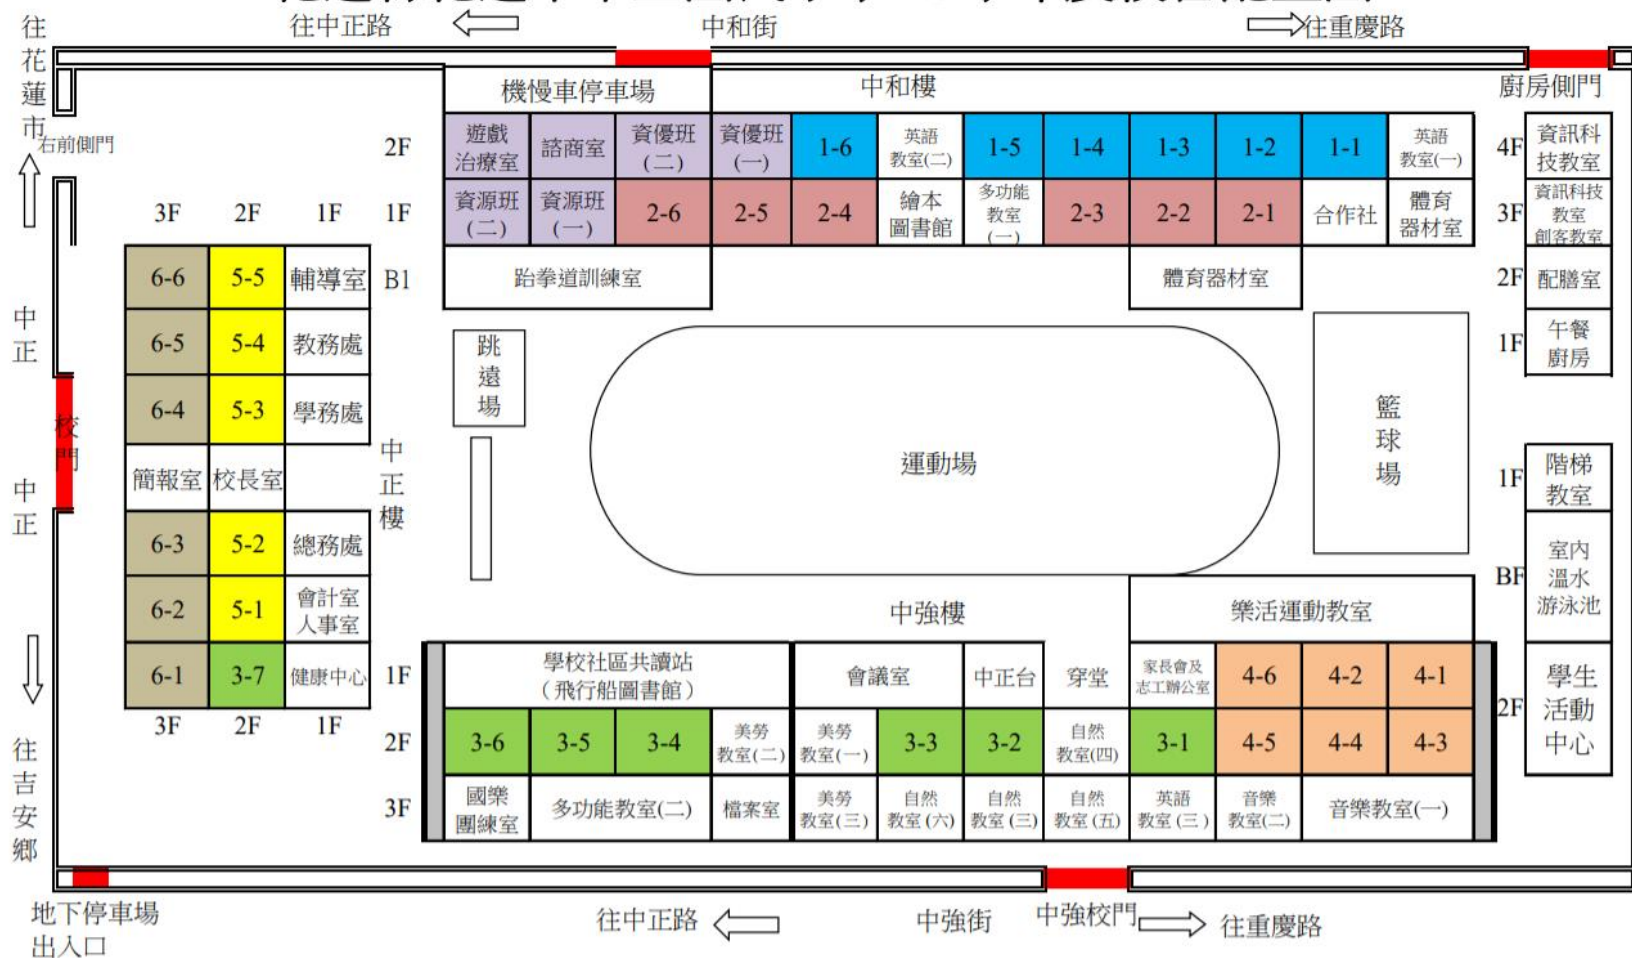 往中正路
中和街
往重慶路
往花蓮市
右前側門
機慢車停車場
中和樓
廚房側門
2F
遊戲
治療室
諮商室
資優班
(二)
資優班
(一)
1-6
英語
教室(二)
1-5
1-4
1-3
1-2
1-1
英語
教室(一)
4F
資訊科
技教室
1F
資源班
(二)
資源班
(一)
2-6
2-5
2-4
繪本
圖書館
多功能
教室
(一)
2-3
2-2
2-1
合作社
體育
器材室
3F
資訊科技
教室
創客教室
B1
跆拳道訓練室
體育器材室
2F
配膳室
1F
午餐
廚房
3F
2F
1F
6-6
5-5
輔導室
6-5
5-4
教務處
6-4
5-3
學務處
簡報室
校長室
6-3
5-2
總務處
6-2
5-1
會計室
人事室
6-1
3-7
健康中心
3F
2F
1F
中正
校門
中正
中正樓
跳遠場
運動場
籃球場
1F
階梯
教室
BF
室內
溫水
游泳池
2F
學生
活動
中心
中強樓
樂活運動教室
1F
學校社區共讀站
(飛行船圖書館)
會議室
中正台
穿堂
家長會及
志工辦公室
4-6
4-2
4-1
2F
3-6
3-5
3-4
美勞
教室(二)
美勞
教室(一)
3-3
3-2
自然
教室(四)
3-1
4-5
4-4
4-3
3F
國樂
團練室
多功能教室(二)
檔案室
美勞
教室(三)
自然
教室(六)
自然
教室(三)
自然
教室(五)
英語
教室(三)
音樂
教室(二)
音樂教室(一)
往吉安鄉
地下停車場
出入口
往中正路
中強街
中強校門
往重慶路